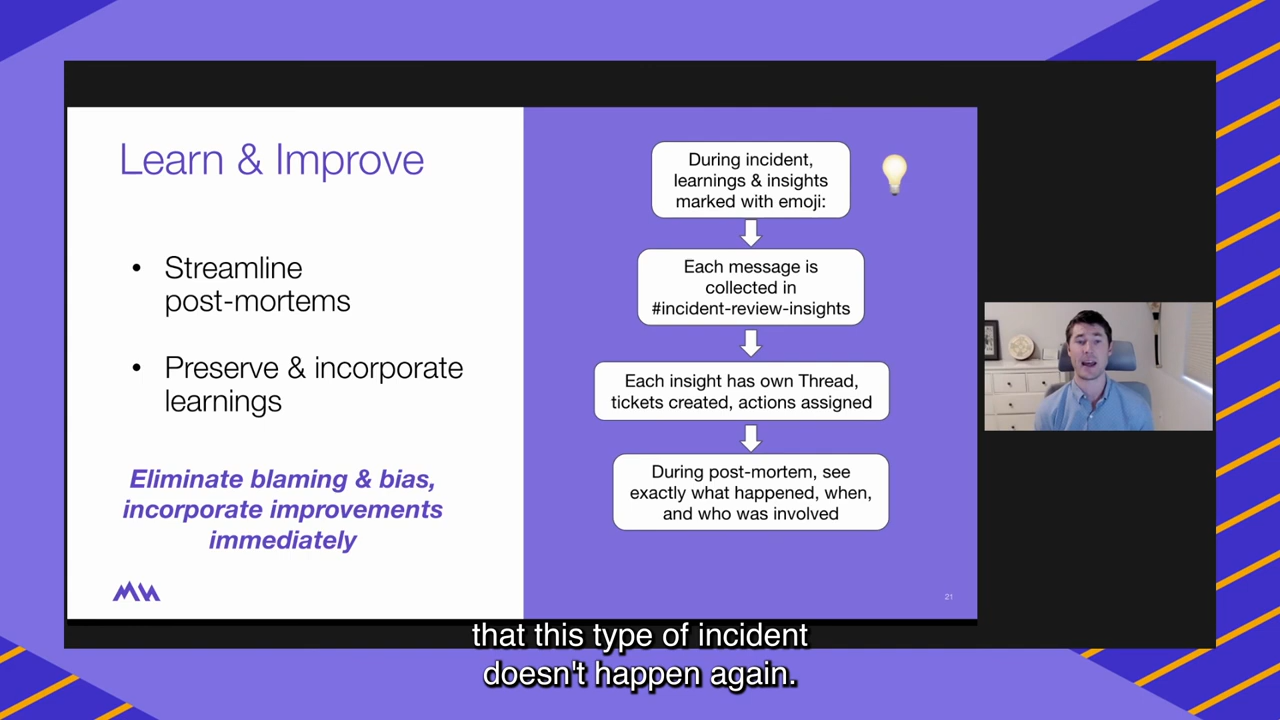 Learn & Improve
• Streamline
post-mortems
• Preserve & incorporate
learnings
Eliminate blaming & bias,
incorporate improvements
immediately
During incident,
learnings & insights
marked with emoji:
Each message is
collected in
#incident-review-insights
Each insight has own Thread,
tickets created, actions assigned
During post-mortem, see
exactly what happened, when,
and who was involved
21
that this type of incident
doesn't happen again.